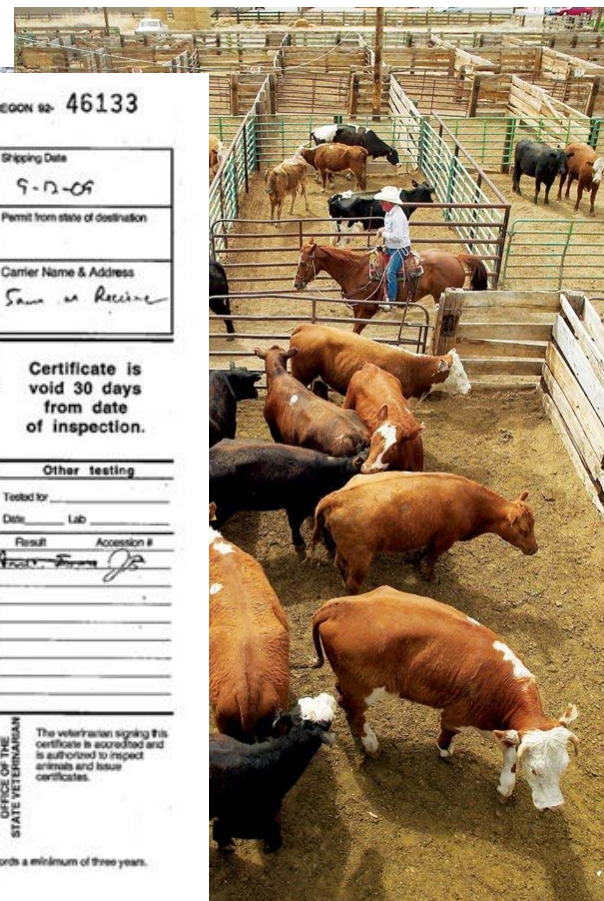 EGON 92- 46133
Shipping Date
9-12-09
Permit from state of destination
Carrier Name & Address
Same as
Certificate is
void 30 days
from date
of inspection.
Other testing
Tested for
Date Lab
Result Accession #
OFFICE OF THE
STATE VETERINARIAN
The veterinarian signing this
certificate is accredited and
is authorized to inspect
animals and issue
certificates.
ords a minimum of three years.